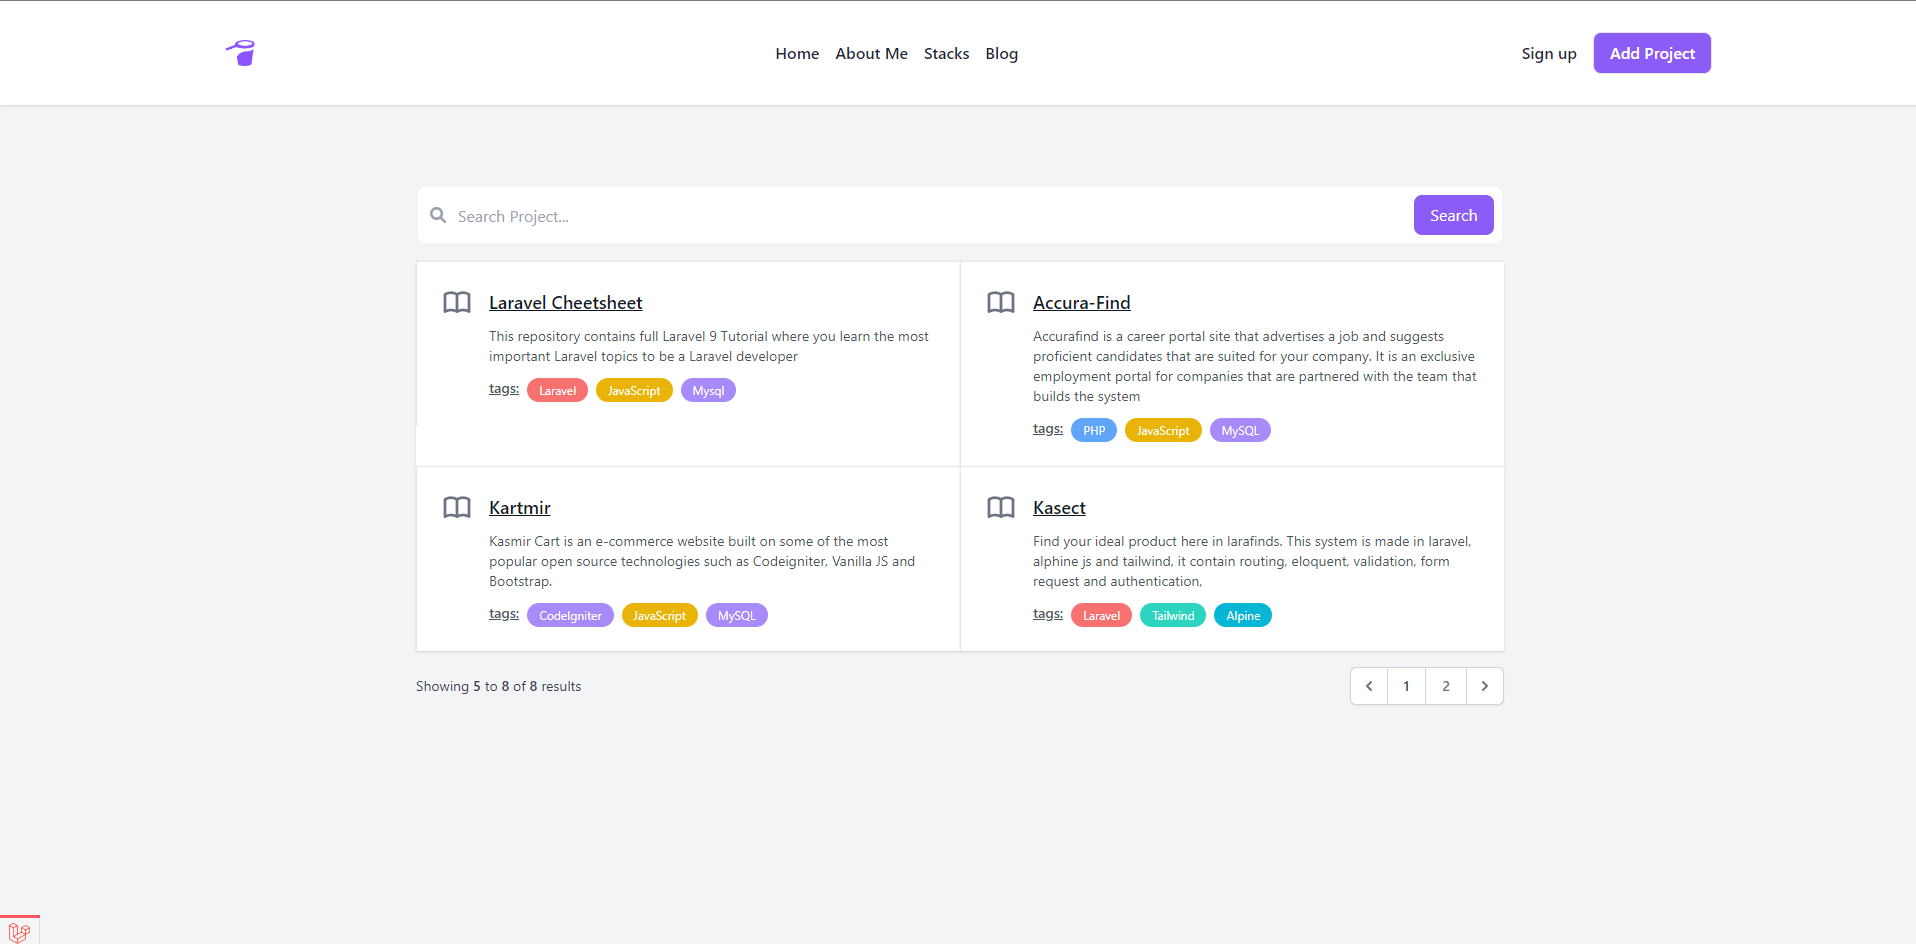 Home About Me Stacks Blog Sign up Add Project
Search Project... Search
Laravel Cheetsheet
This repository contains full Laravel 9 Tutorial where you learn the most
important Laravel topics to be a Laravel developer
tags: Laravel JavaScript Mysql
Accura-Find
Accurafind is a career portal site that advertises a job and suggests
proficient candidates that are suited for your company. It is an exclusive
employment portal for companies that are partnered with the team that
builds the system
tags: PHP JavaScript MySQL
Kartmir
Kasmir Cart is an e-commerce website built on some of the most
popular open source technologies such as Codeigniter, Vanilla JS and
Bootstrap.
tags: CodeIgniter JavaScript MySQL
Kasect
Find your ideal product here in larafinds. This system is made in laravel,
alphine js and tailwind, it contain routing, eloquent, validation, form
request and authentication,
tags: Laravel Tailwind Alpine
Showing 5 to 8 of 8 results
1 2